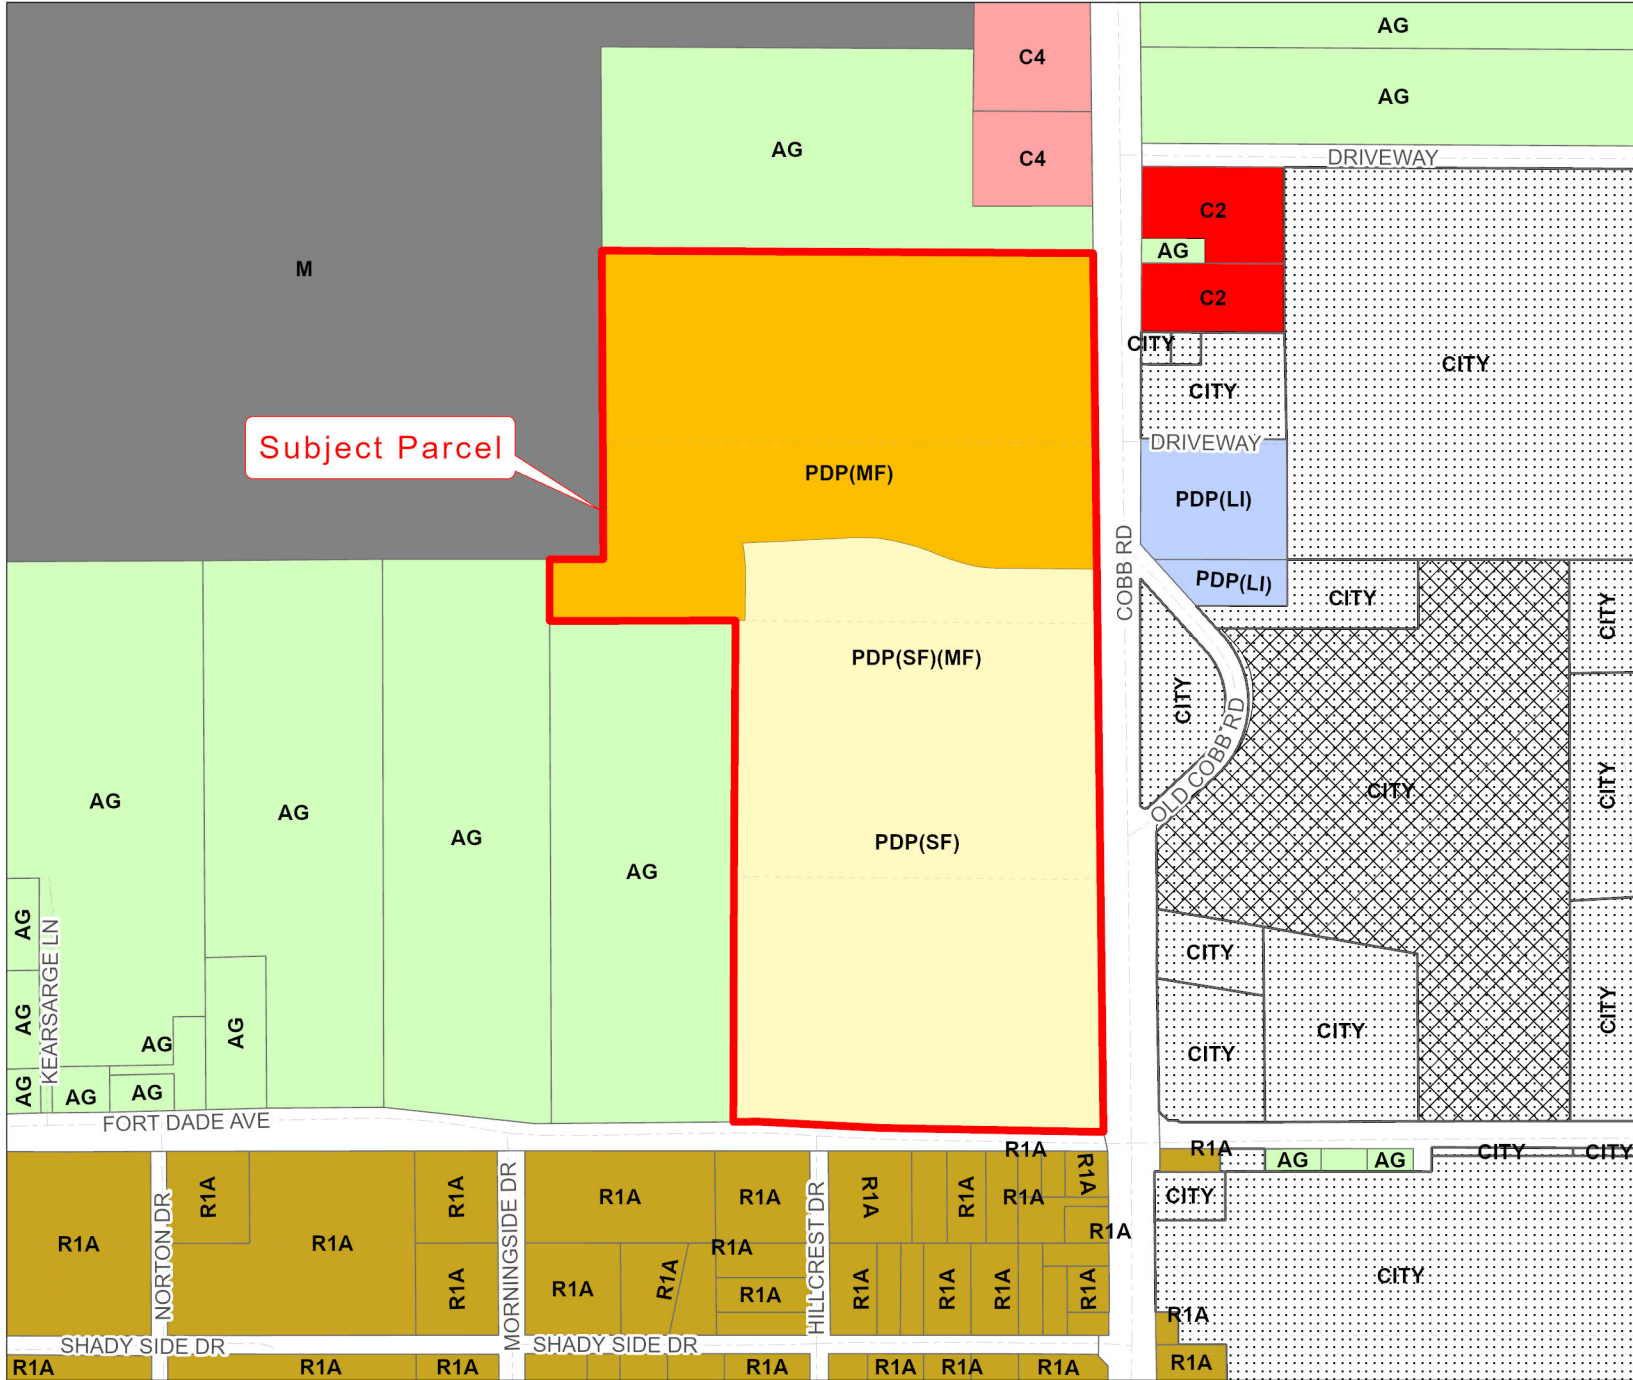 AG
C4
AG
AG
C4
DRIVEWAY
C2
AG
M
C2
CITY
CITY
CITY
Subject Parcel
DRIVEWAY
PDP(MF)
PDP(LI)
COBB RD
PDP(LI)
CITY
CITY
PDP(SF)(MF)
CITY
OLD COBB RD
CITY
CITY
AG
AG
AG
PDP(SF)
AG
AG
KEARSARGE LN
CITY
AG
AG
AG
CITY
CITY
CITY
AG
AG
AG
FORT DADE AVE
R1A
R1A
CITY
CITY
AG
AG
R1A
R1A
R1A
R1A
R1A
R1A
R1A
R1A
CITY
NORTON DR
MORNINGSIDE DR
HILLCREST DR
R1A
R1A
R1A
R1A
R1A
R1A
R1A
R1A
R1A
R1A
R1A
R1A
CITY
R1A
SHADY SIDE DR
SHADY SIDE DR
R1A
R1A
R1A
R1A
R1A
R1A
R1A
R1A